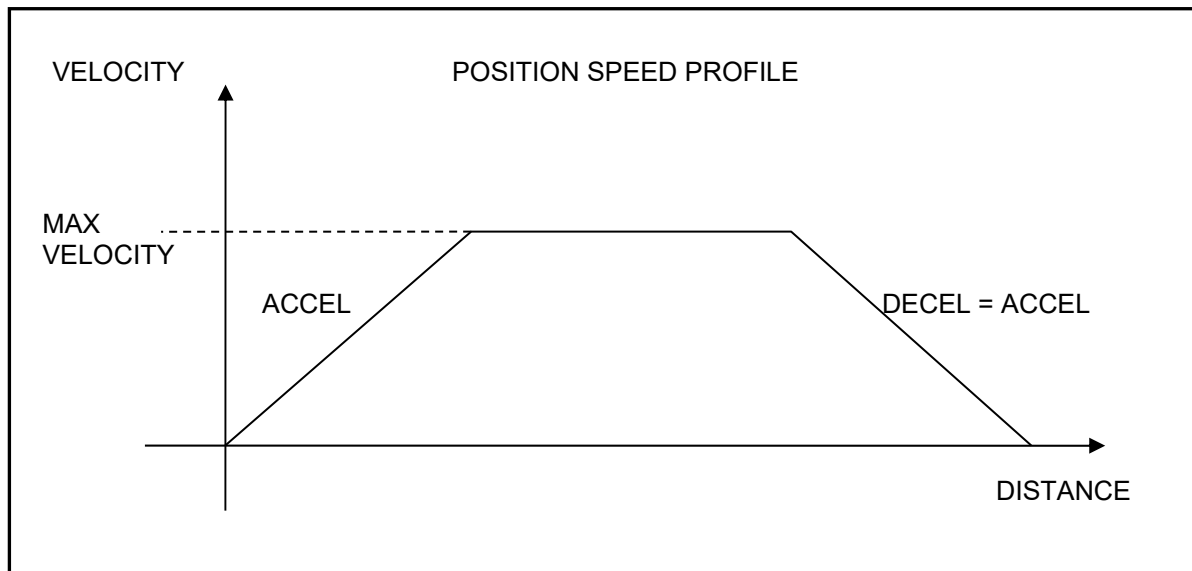 VELOCITY
POSITION SPEED PROFILE
MAX
VELOCITY
ACCEL
DECEL = ACCEL
DISTANCE